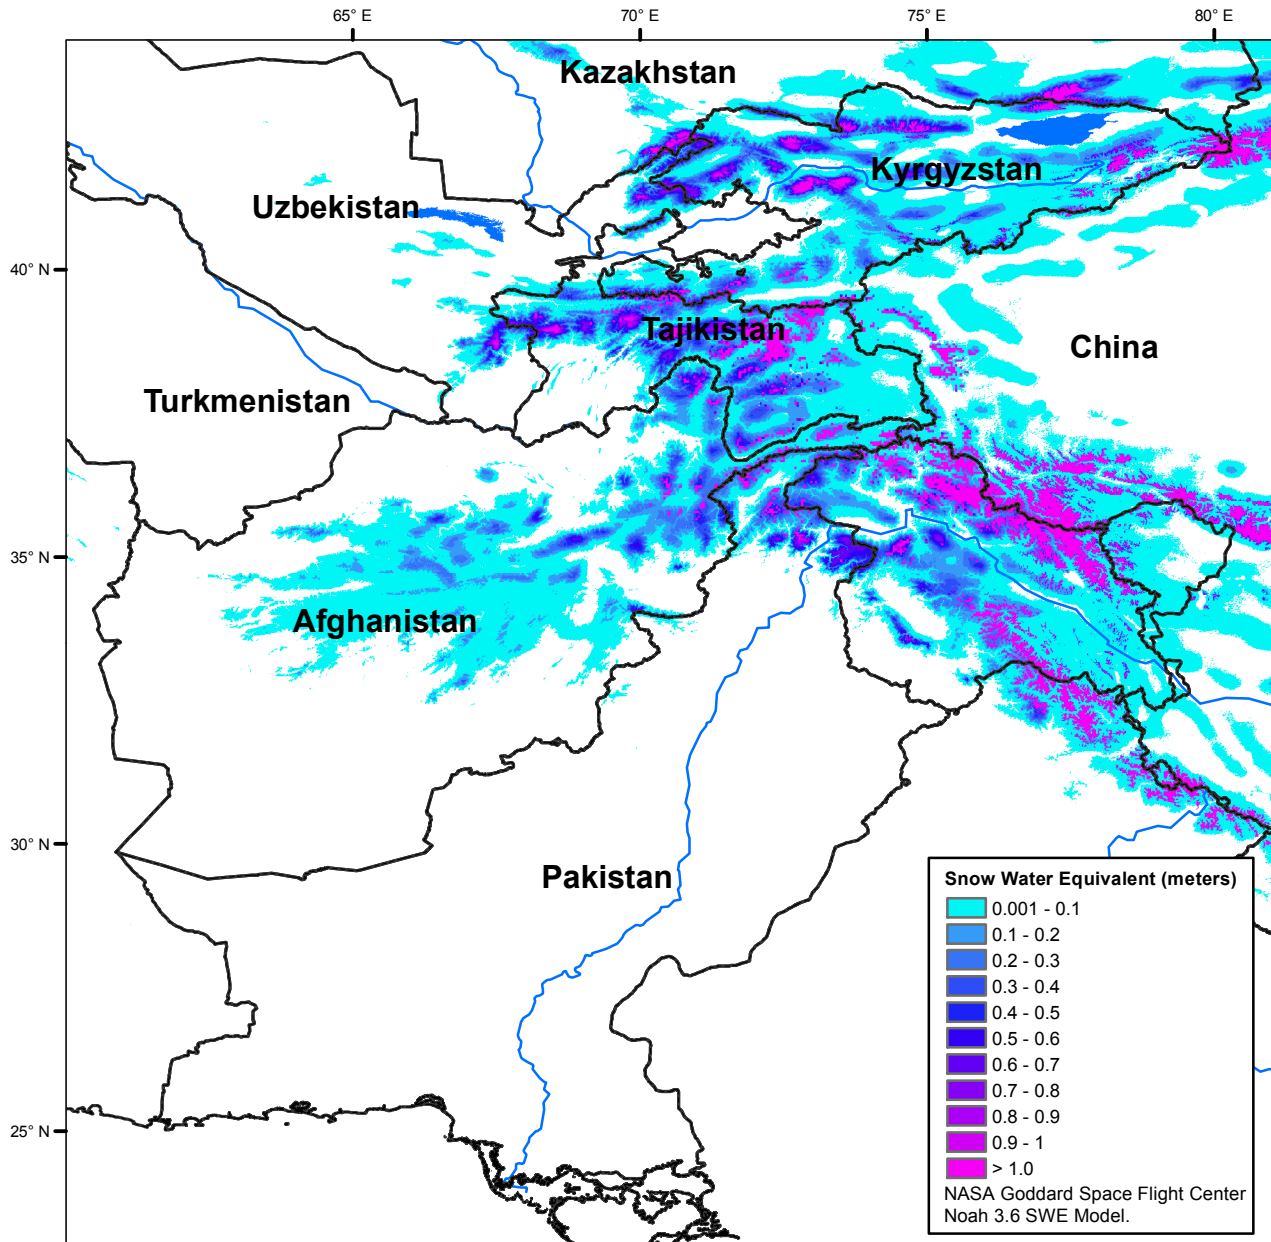 65° E
70° E
75° E
80° E
Kazakhstan
Kyrgyzstan
Uzbekistan
40° N
Tajikistan
China
Turkmenistan
35° N
Afghanistan
30° N
Pakistan
25° N
Snow Water Equivalent (meters)
0.001 - 0.1
0.1 - 0.2
0.2 - 0.3
0.3 - 0.4
0.4 - 0.5
0.5 - 0.6
0.6 - 0.7
0.7 - 0.8
0.8 - 0.9
0.9 - 1
> 1.0
NASA Goddard Space Flight Center
Noah 3.6 SWE Model.